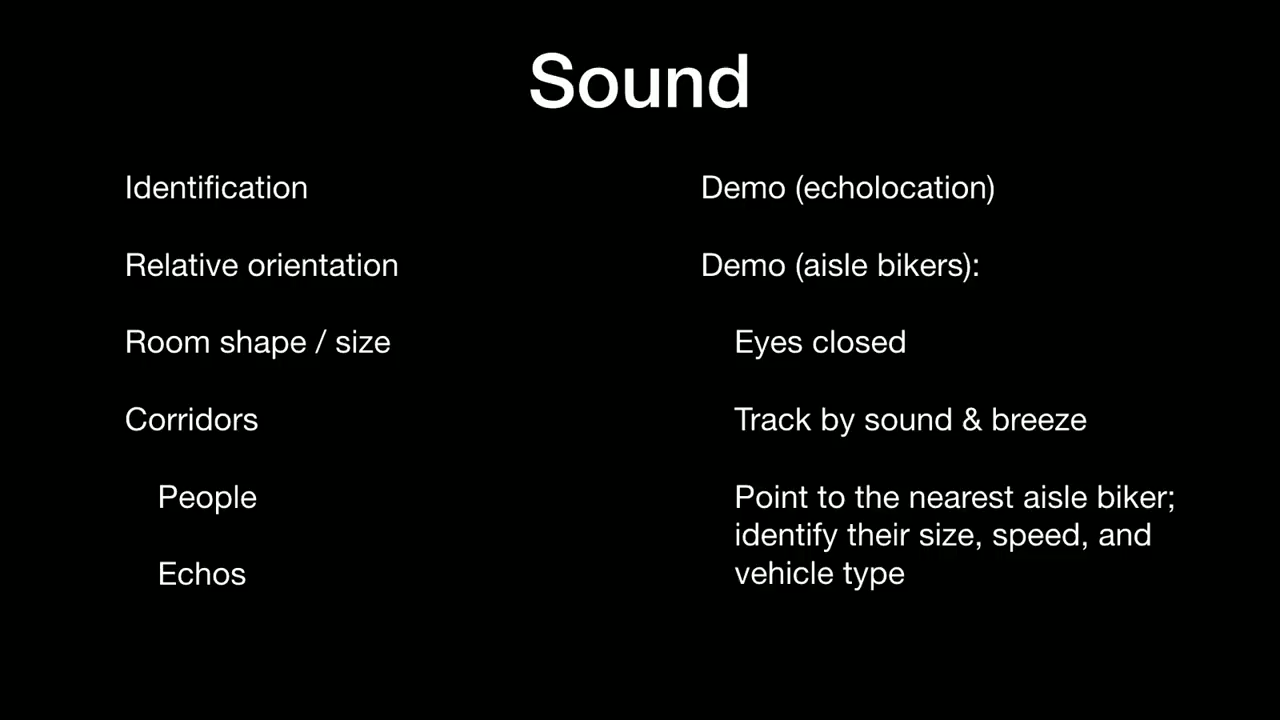 Sound
Identification
Relative orientation
Room shape / size
Corridors
People
Echos
Demo (echolocation)
Demo (aisle bikers):
Eyes closed
Track by sound & breeze
Point to the nearest aisle biker;
identify their size, speed, and
vehicle type